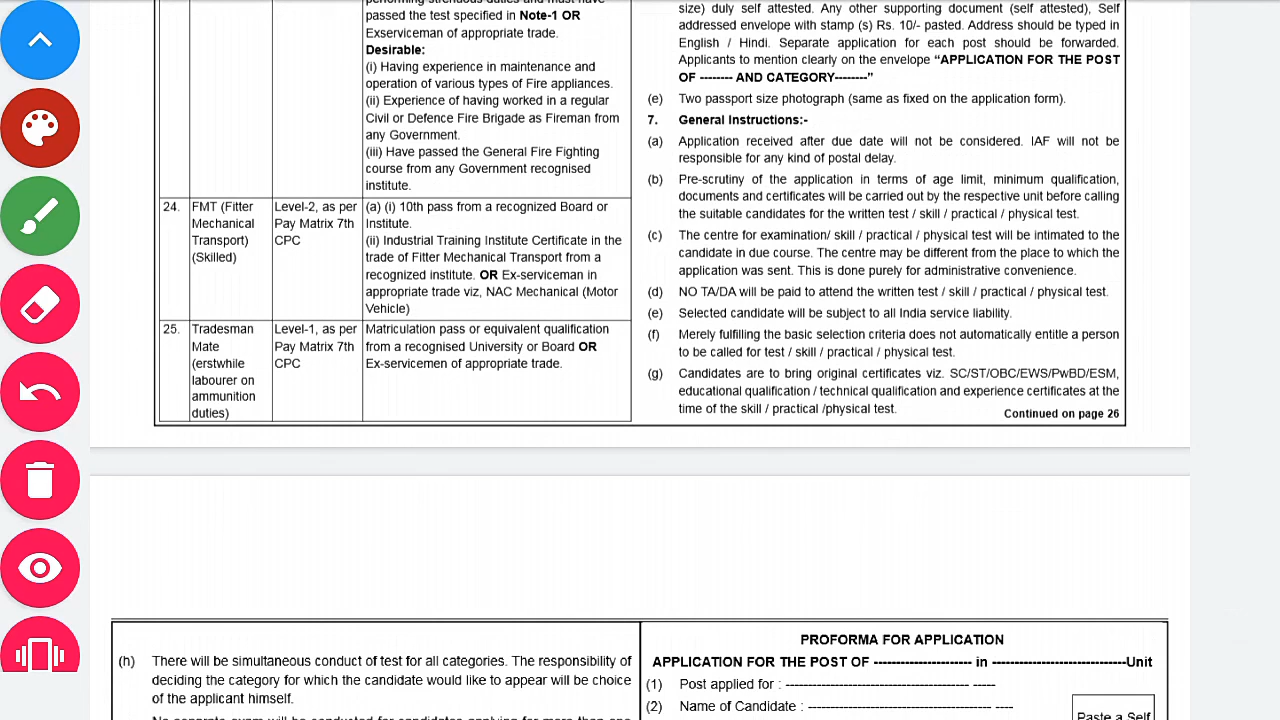 performing strenuous duties and must have
passed the test specified in Note-1 OR
Exserviceman of appropriate trade.
Desirable:
(i) Having experience in maintenance and
operation of various types of Fire appliances.
(ii) Experience of having worked in a regular
Civil or Defence Fire Brigade as Fireman from
any Government.
(iii) Have passed the General Fire Fighting
course from any Government recognised
institute.
24.
FMT (Fitter
Mechanical
Transport)
(Skilled)
Level-2, as per
Pay Matrix 7th
CPC
(a) (i) 10th pass from a recognized Board or
Institute.
(ii) Industrial Training Institute Certificate in the
trade of Fitter Mechanical Transport from a
recognized institute. OR Ex-serviceman in
appropriate trade viz, NAC Mechanical (Motor
Vehicle)
25.
Tradesman
Mate
(erstwhile
labourer on
ammunition
duties)
Level-1, as per
Pay Matrix 7th
CPC
Matriculation pass or equivalent qualification
from a recognised University or Board OR
Ex-servicemen of appropriate trade.
size) duly self attested. Any other supporting document (self attested), Self
addressed envelope with stamp (s) Rs. 10/- pasted. Address should be typed in
English / Hindi. Separate application for each post should be forwarded.
Applicants to mention clearly on the envelope “APPLICATION FOR THE POST
OF -------- AND CATEGORY--------”
(e) Two passport size photograph (same as fixed on the application form).
7. General Instructions:-
(a) Application received after due date will not be considered. IAF will not be
responsible for any kind of postal delay.
(b) Pre-scrutiny of the application in terms of age limit, minimum qualification,
documents and certificates will be carried out by the respective unit before calling
the suitable candidates for the written test / skill / practical / physical test.
(c) The centre for examination/ skill / practical / physical test will be intimated to the
candidate in due course. The centre may be different from the place to which the
application was sent. This is done purely for administrative convenience.
(d) NO TA/DA will be paid to attend the written test / skill / practical / physical test.
(e) Selected candidate will be subject to all India service liability.
(f) Merely fulfilling the basic selection criteria does not automatically entitle a person
to be called for test / skill / practical / physical test.
(g) Candidates are to bring original certificates viz. SC/ST/OBC/EWS/PwBD/ESM,
educational qualification / technical qualification and experience certificates at the
time of the skill / practical /physical test.
Continued on page 26
(h) There will be simultaneous conduct of test for all categories. The responsibility of
deciding the category for which the candidate would like to appear will be choice
of the applicant himself.
No separate exam will be conducted for candidates applying for more than one
PROFORMA FOR APPLICATION
APPLICATION FOR THE POST OF ---------------------- in ------------------------------Unit
(1) Post applied for : ---------------------------------------- -----
(2) Name of Candidate : ---------------------------------------- ----
Paste a Self